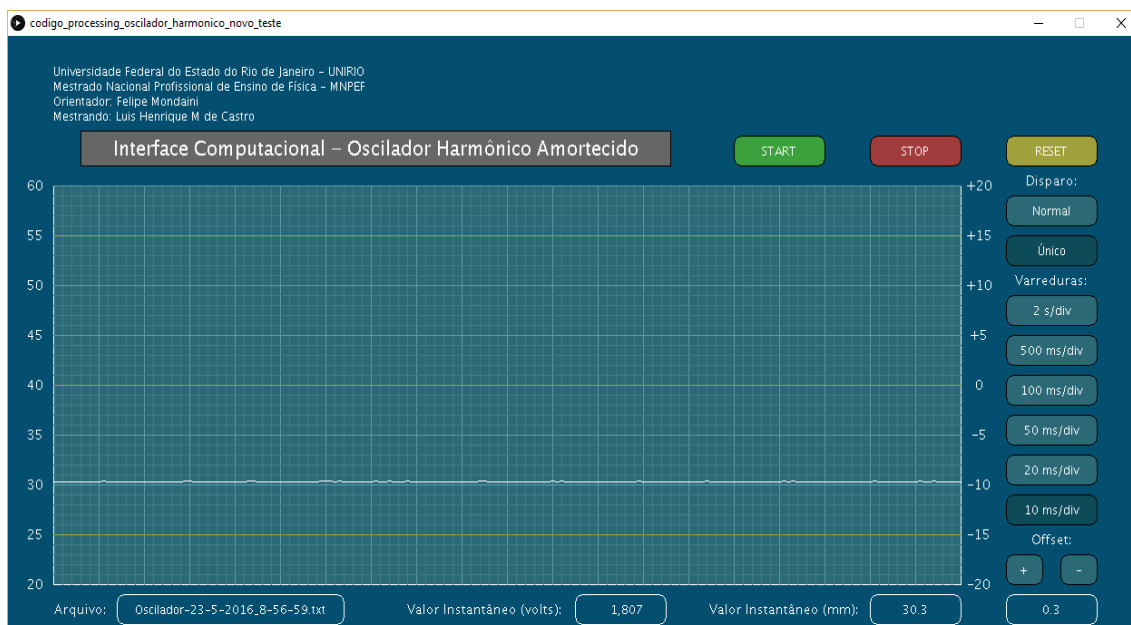 codigo_processing_oscilador_harmonico_novo_teste
Universidade Federal do Estado do Rio de Janeiro – UNIRIO
Mestrado Nacional Profissional de Ensino de Física – MNPEF
Orientador: Felipe Mondaini
Mestrando: Luis Henrique M de Castro
Interface Computacional – Oscilador Harmônico Amortecido
START
STOP
RESET
60
55
50
45
40
35
30
25
20
+20
+15
+10
+5
0
-5
-10
-15
-20
Disparo:
Normal
Único
Varreduras:
2 s/div
500 ms/div
100 ms/div
50 ms/div
20 ms/div
10 ms/div
Offset:
+ -
Arquivo: Oscilador-23-5-2016_8-56-59.txt Valor Instantâneo (volts): 1,807 Valor Instantâneo (mm): 30.3 0.3